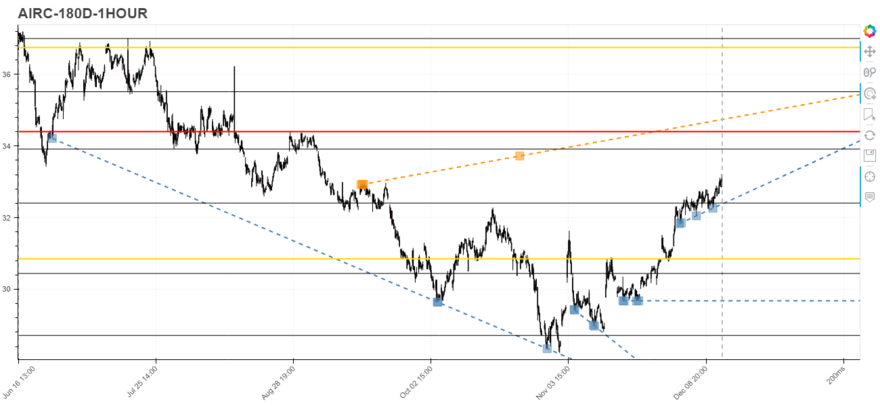 AIRC-180D-1HOUR
36
34
32
30
Jun 16 13:00
Jul 25 14:00
Aug 28 19:00
Oct 02 15:00
Nov 03 15:00
Dec 08 20:00
200ms